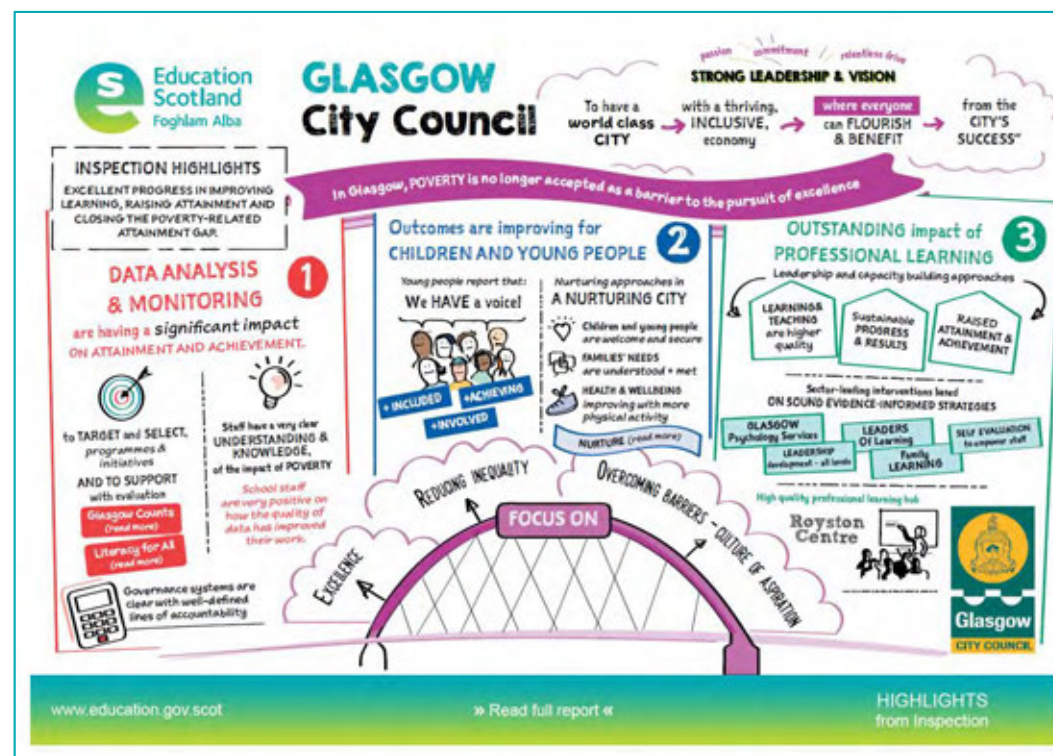 Education
Scotland
Foghlam Alba
GLASGOW
City Council
passion commitment relentless drive
STRONG LEADERSHIP & VISION
To have a
world class
CITY
with a thriving,
INCLUSIVE,
economy
where everyone
can FLOURISH
& BENEFIT
from the
CITY'S
SUCCESS"
INSPECTION HIGHLIGHTS
EXCELLENT PROGRESS IN IMPROVING
LEARNING, RAISING ATTAINMENT AND
CLOSING THE POVERTY-RELATED
ATTAINMENT GAP.
In Glasgow, POVERTY is no longer accepted as a barrier to the pursuit of excellence
DATA ANALYSIS
& MONITORING
1
are having a significant impact
ON ATTAINMENT AND ACHIEVEMENT.
to TARGET and SELECT,
programmes &
initiatives
AND TO SUPPORT
with evaluation
Glasgow Counts
(read more)
Literacy for All
(read more)
Staff have a very clear
UNDERSTANDING &
KNOWLEDGE,
of the impact of POVERTY
School staff
are very positive on
how the quality of
data has improved
their work.
Governance systems are
clear with well-defined
lines of accountability
Outcomes are improving for
CHILDREN AND YOUNG PEOPLE
2
Young people report that:
We HAVE a voice!
+ INCLUDED
+ACHIEVING
+INVOLVED
Nurturing approaches in
A NURTURING CITY
Children and young people
are welcome and secure
FAMILIES' NEEDS
are understood + met
HEALTH & WELLBEING
improving with more
physical activity
NURTURE (read more)
OUTSTANDING impact of
PROFESSIONAL LEARNING
3
Leadership and capacity building approaches
LEARNING &
TEACHING
are higher
quality
Sustainable
PROGRESS
& RESULTS
RAISED
ATTAINMENT &
ACHIEVEMENT
Sector-leading interventions based
ON SOUND EVIDENCE-INFORMED STRATEGIES
GLASGOW
Psychology Services
LEADERS
Of Learning
SELF EVALUATION
to empower staff
LEADERSHIP
development - all levels
Family
LEARNING
High quality professional learning hub
Royston
Centre
EXCELLENCE
REDUCING INEQUALITY
FOCUS ON
OVERCOMING BARRIERS - CULTURE OF ASPIRATION
Glasgow
CITY COUNCIL
www.education.gov.scot
» Read full report «
HIGHLIGHTS
from Inspection